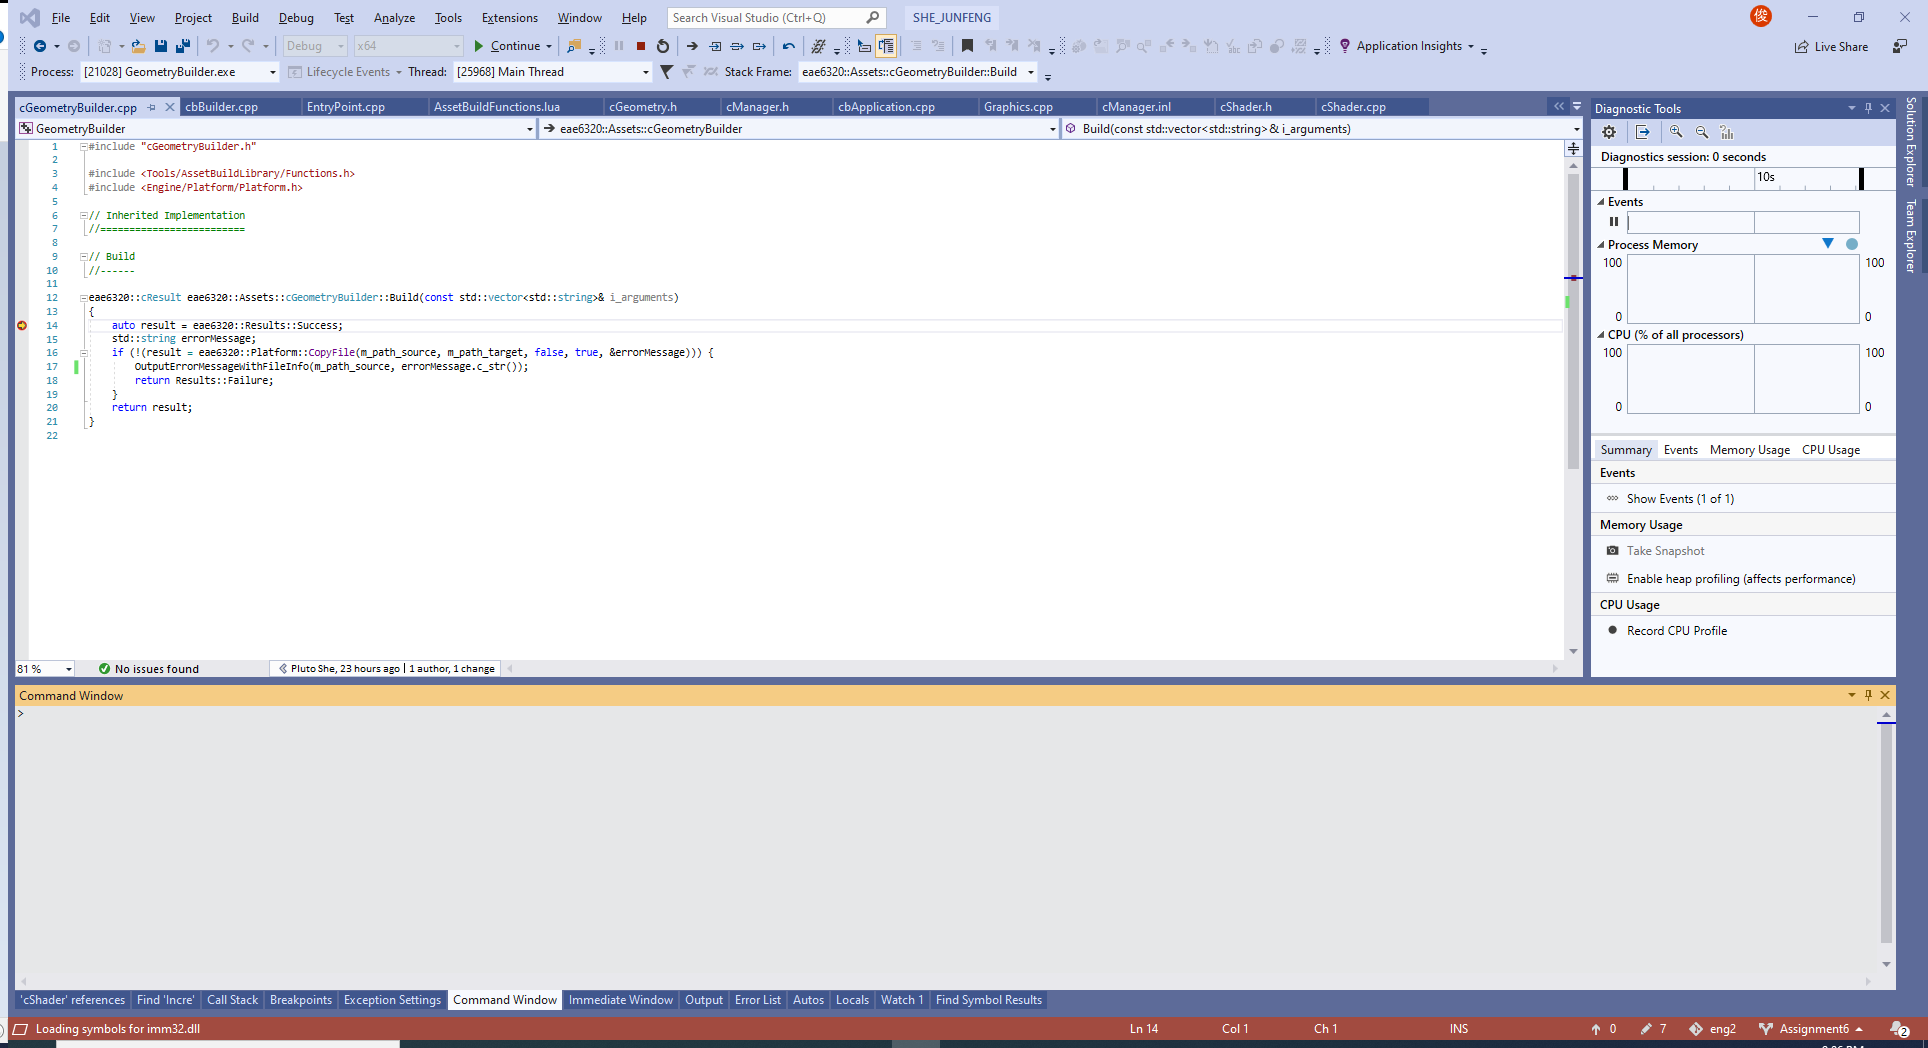 File Edit View Project Build Debug Test Analyze Tools Extensions Window Help Search Visual Studio (Ctrl+Q) SHE_JUNFENG 俊
Debug x64 Continue Application Insights Live Share
Process: [21028] GeometryBuilder.exe Lifecycle Events Thread: [25968] Main Thread Stack Frame: eae6320::Assets::cGeometryBuilder::Build
cGeometryBuilder.cpp cbBuilder.cpp EntryPoint.cpp AssetBuildFunctions.lua cGeometry.h cManager.h cbApplication.cpp Graphics.cpp cManager.inl cShader.h cShader.cpp
GeometryBuilder eae6320::Assets::cGeometryBuilder Build(const std::vector<std::string>& i_arguments)
1 #include "cGeometryBuilder.h"
2
3 #include <Tools/AssetBuildLibrary/Functions.h>
4 #include <Engine/Platform/Platform.h>
5
6 // Inherited Implementation
7 //=========================
8
9 // Build
10 //------
11
12 eae6320::cResult eae6320::Assets::cGeometryBuilder::Build(const std::vector<std::string>& i_arguments)
13 {
14 auto result = eae6320::Results::Success;
15 std::string errorMessage;
16 if (!(result = eae6320::Platform::CopyFile(m_path_source, m_path_target, false, true, &errorMessage))) {
17 OutputErrorMessageWithFileInfo(m_path_source, errorMessage.c_str());
18 return Results::Failure;
19 }
20 return result;
21 }
22
81 % No issues found Pluto She, 23 hours ago | 1 author, 1 change
Diagnostic Tools
Diagnostics session: 0 seconds
10s
Events
Process Memory
100 100
0 0
CPU (% of all processors)
100 100
0 0
Summary Events Memory Usage CPU Usage
Events
Show Events (1 of 1)
Memory Usage
Take Snapshot
Enable heap profiling (affects performance)
CPU Usage
Record CPU Profile
Solution Explorer
Team Explorer
Command Window
>
'cShader' references Find 'Incre' Call Stack Breakpoints Exception Settings Command Window Immediate Window Output Error List Autos Locals Watch 1 Find Symbol Results
Loading symbols for imm32.dll Ln 14 Col 1 Ch 1 INS 0 7 eng2 Assignment6 2